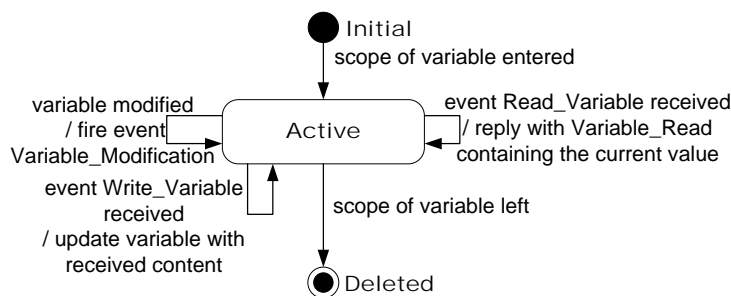 Initial
scope of variable entered
variable modified
/ fire event
Variable_Modification
Active
event Read_Variable received
/ reply with Variable_Read
containing the current value
event Write_Variable
received
/ update variable with
received content
scope of variable left
Deleted